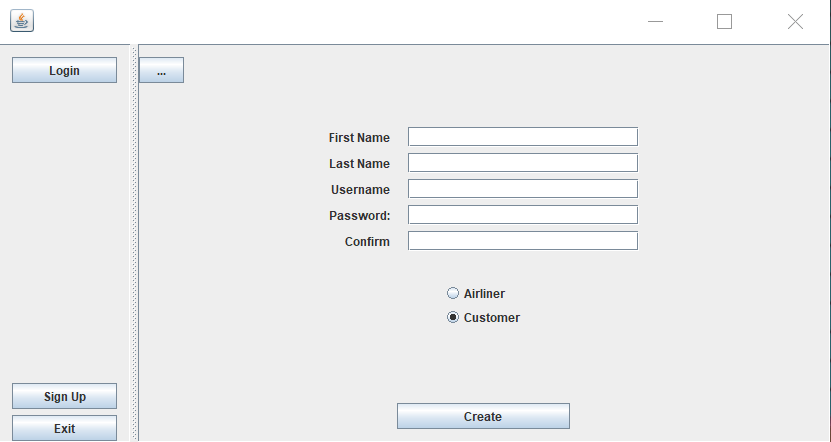 Login
...
First Name
Last Name
Username
Password:
Confirm
Airliner
Customer
Sign Up
Create
Exit